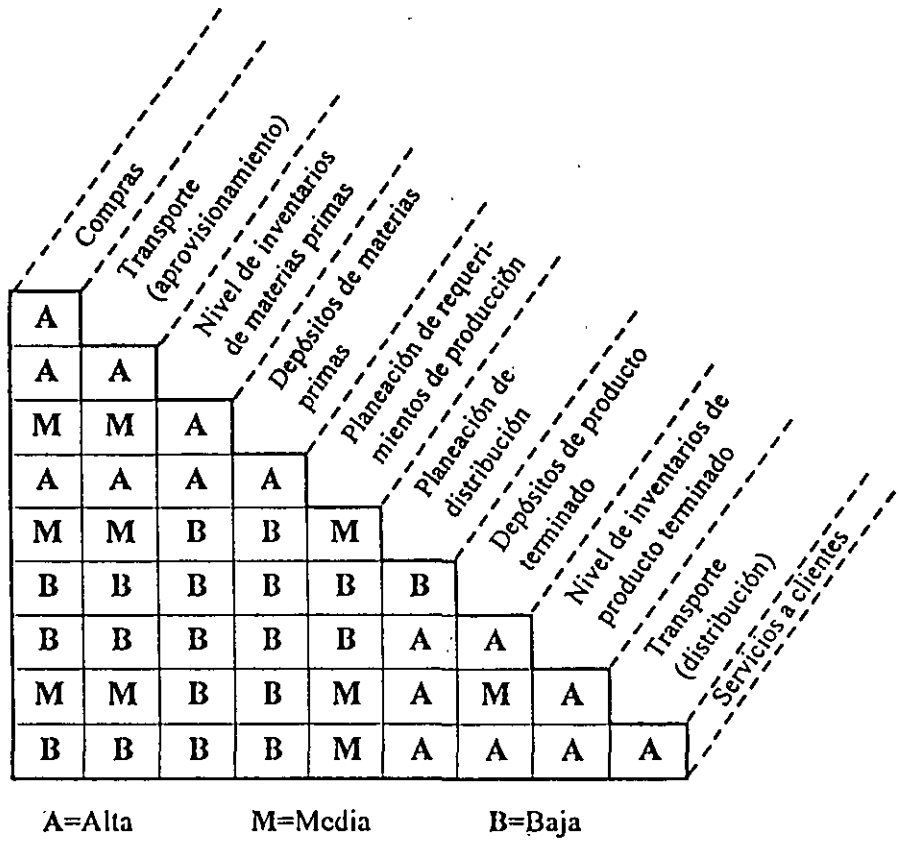 Compras
Transporte
(aprovisionamiento)
Nivel de inventarios
de materias primas
Depósitos de materias
primas
Planeación de requeri-
mientos de producción
Planeación de
distribución
Depósitos de producto
terminado
Nivel de inventarios de
producto terminado
Transporte
(distribución)
Servicios a clientes
A
A A
M M A
A A A A
M M B B M
B B B B B B
B B B B B A A
M M B B M A M A
B B B B M A A A A
A=Alta M=Media B=Baja